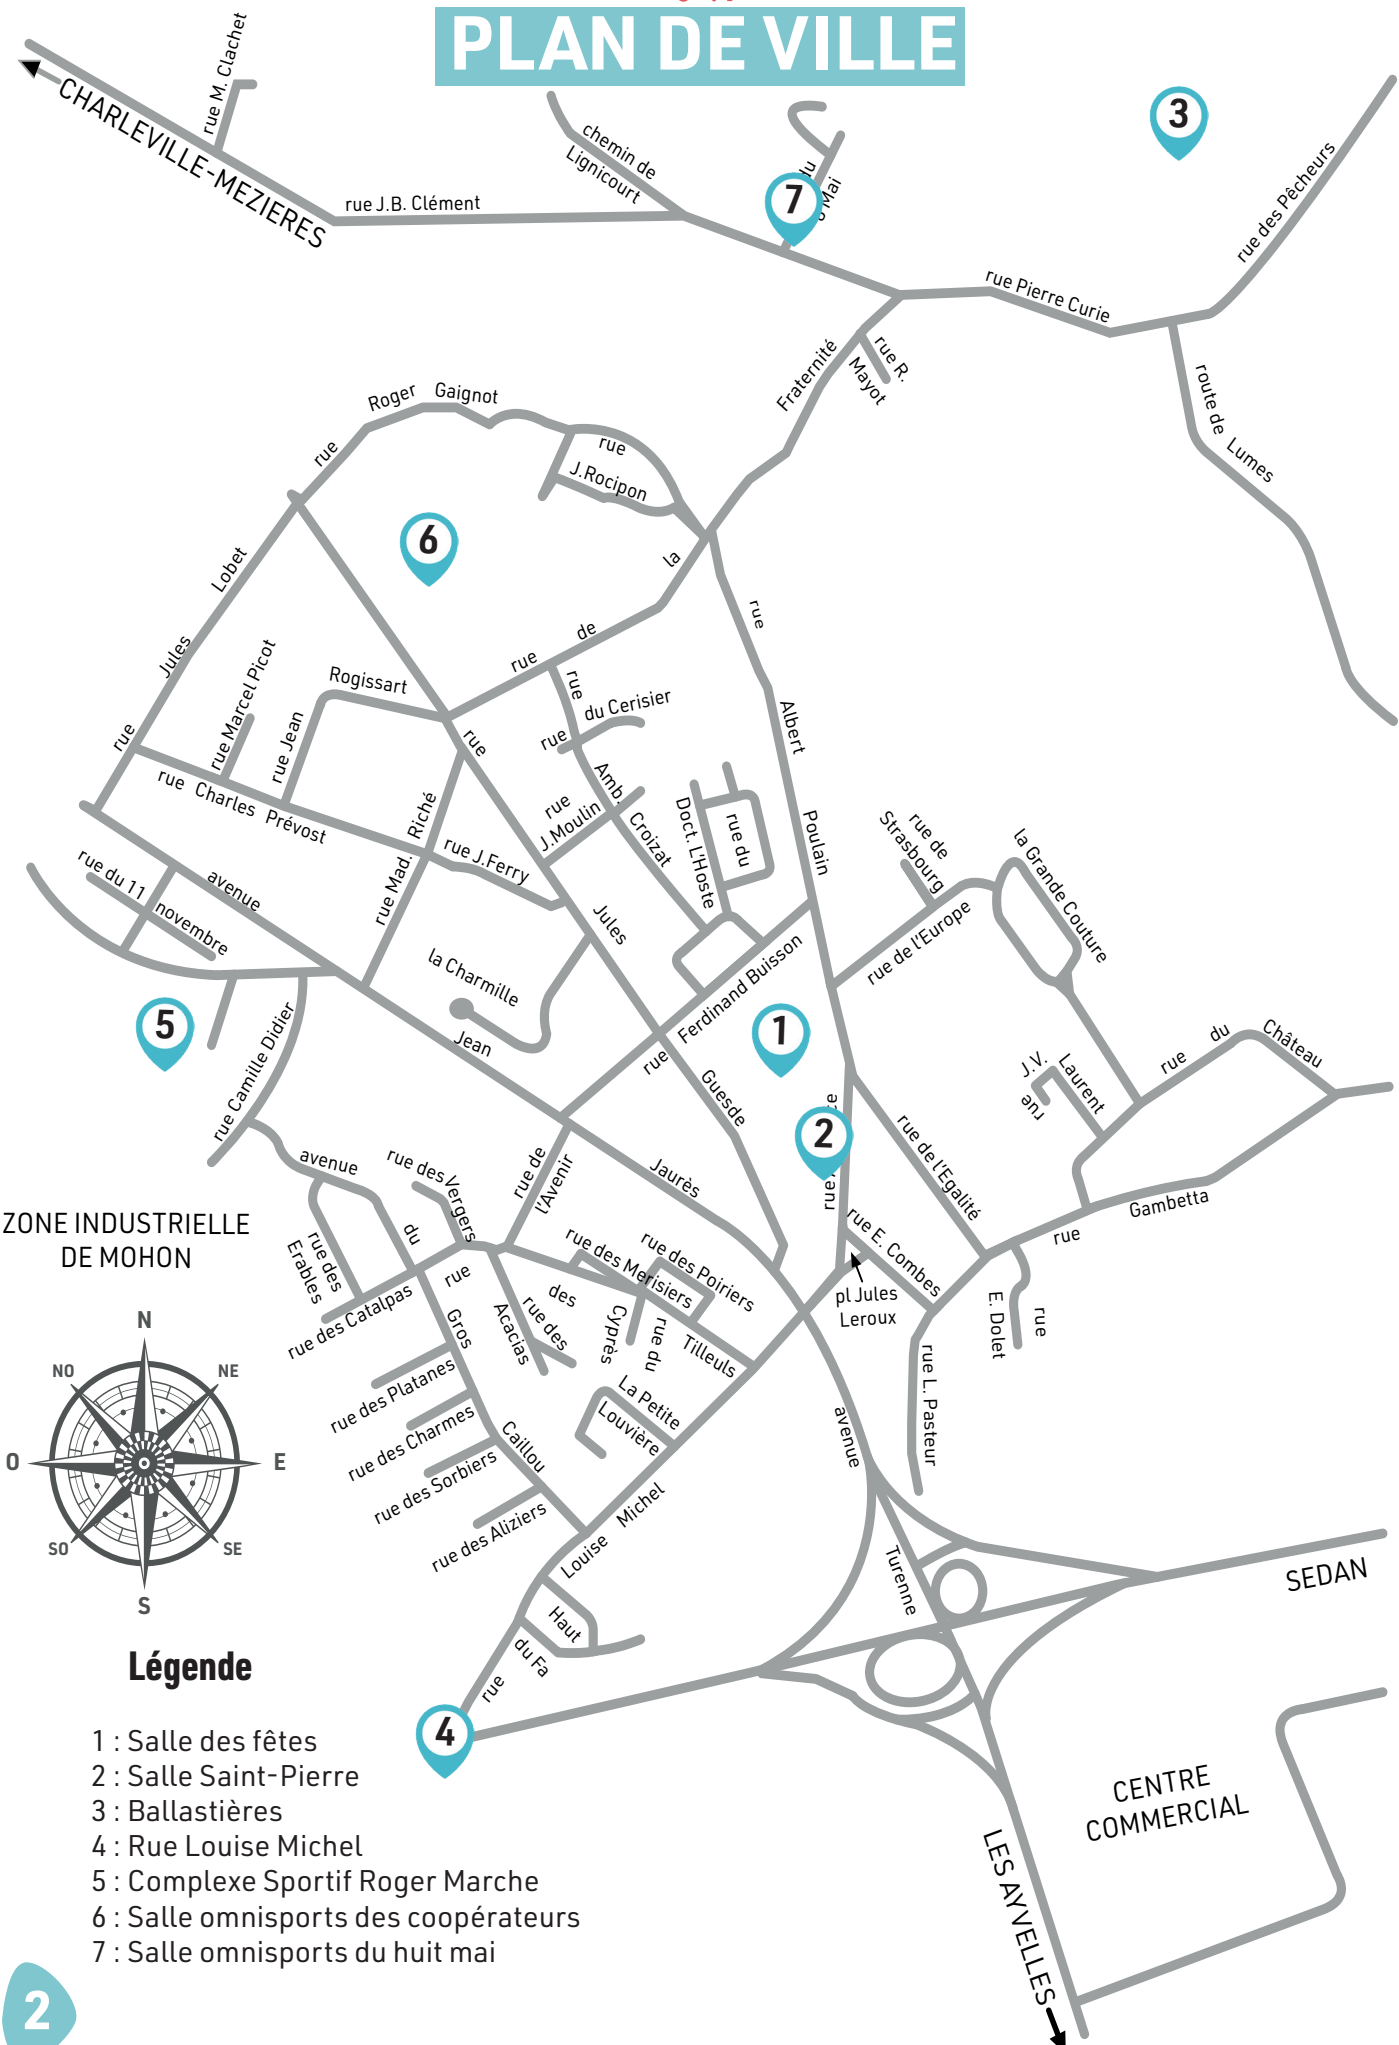 PLAN DE VILLE
CHARLEVILLE-MEZIERES
rue M. Clachet
rue J.B. Clément
chemin de
Lignicourt
du
Mai
7
3
rue des Pêcheurs
rue Pierre Curie
route de Lumes
rue R.
Mayot
Fraternité
la
de
rue
rue Roger Gaignot
rue
J.Rocipon
6
rue Jules Lobet
rue Marcel Picot
rue Jean
Rogissart
rue Charles Prévost
rue Mad. Riché
rue J.Ferry
rue Jules Guesde
rue
Amb. Croizat
rue du Cerisier
rue
J.Moulin
rue du
Doct. L'Hoste
rue Albert Poulain
rue de
Strasbourg
rue de l'Europe
la Grande Couture
rue du 11 novembre
avenue Jean Jaurès
la Charmille
rue Ferdinand Buisson
5
1
2
rue
ce
rue Camille Didier
rue du Château
rue
J.V. Laurent
rue de l'Egalité
rue Gambetta
rue E. Combes
pl Jules
Leroux
rue
E. Dolet
rue L. Pasteur
rue de
l'Avenir
avenue du Gros Caillou
rue des Vergers
rue des
Erables
rue des Catalpas
rue des Tilleuls
rue des
Acacias
rue des Merisiers
rue des Poiriers
rue du
Cyprès
rue des Platanes
rue des Charmes
rue des Sorbiers
rue des Aliziers
La Petite
Louvière
rue Louise Michel
Haut
du Fa
4
avenue Turenne
SEDAN
CENTRE
COMMERCIAL
LES AYVELLES
ZONE INDUSTRIELLE
DE MOHON
N
NO
NE
O
E
SO
SE
S
Légende
1 : Salle des fêtes
2 : Salle Saint-Pierre
3 : Ballastières
4 : Rue Louise Michel
5 : Complexe Sportif Roger Marche
6 : Salle omnisports des coopérateurs
7 : Salle omnisports du huit mai
2